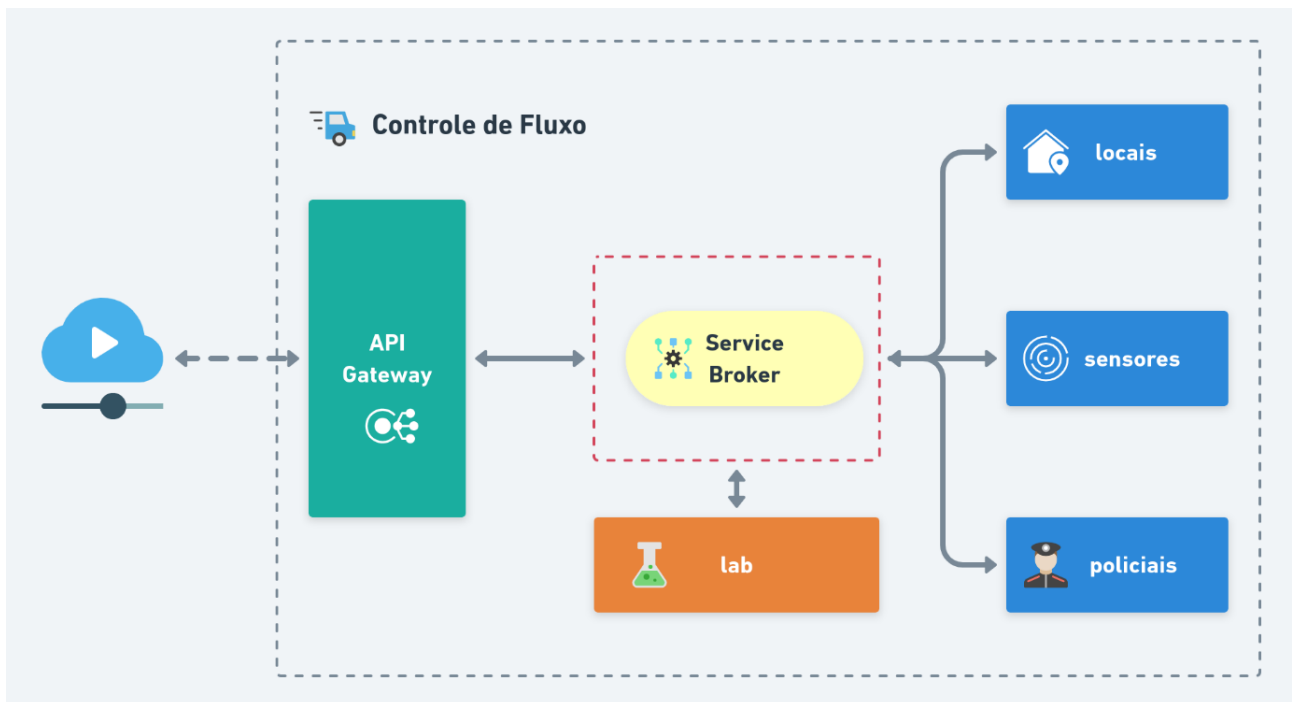 Controle de Fluxo
API
Gateway
Service
Broker
lab
locais
sensores
policiais